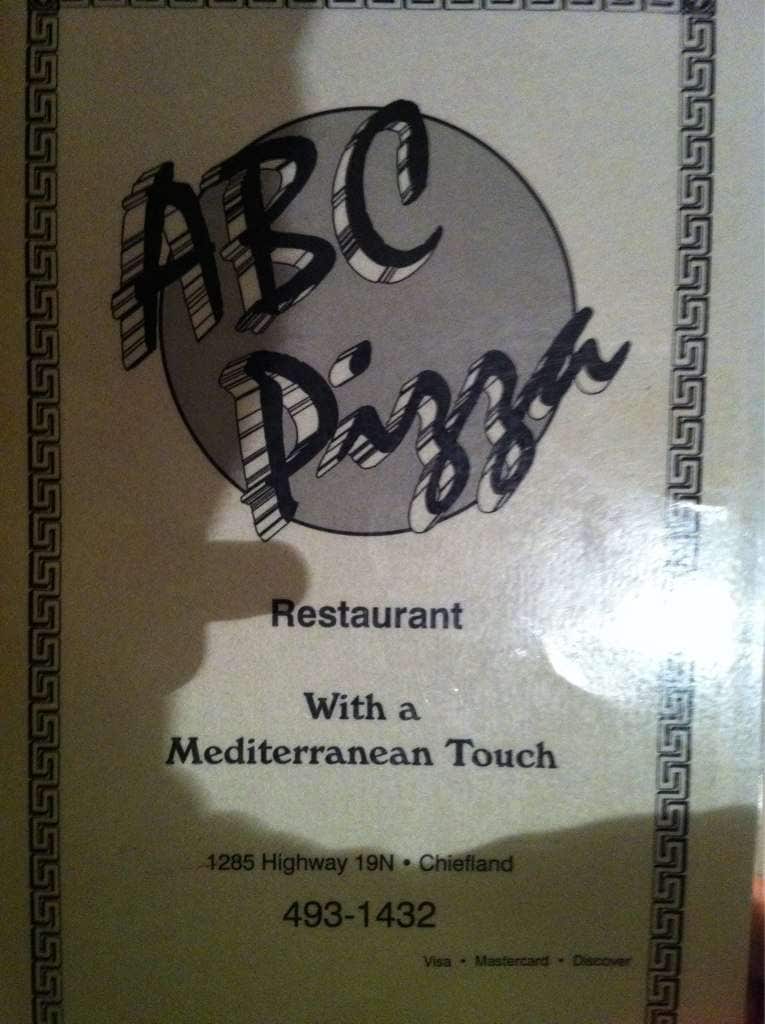 ABC
Pizza
Restaurant
With a
Mediterranean Touch
1285 Highway 19N • Chiefland
493-1432
Visa • Mastercard • Discover